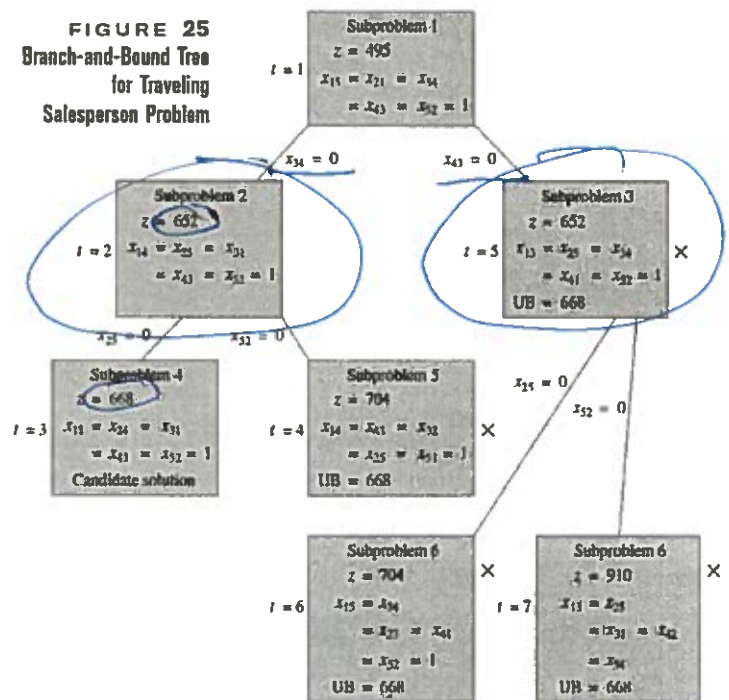 FIGURE 25
Branch-and-Bound Tree
for Traveling
Salesperson Problem
Subproblem 1
z = 495
t = 1
x₁₅ = x₂₁ = x₃₄
= x₄₃ = x₅₂ = 1
x₃₄ = 0
x₄₃ = 0
Subproblem 2
z = 652
t = 2
x₁₄ = x₂₅ = x₃₁
= x₄₃ = x₅₂ = 1
Subproblem 3
z = 652
t = 5
x₁₃ = x₂₅ = x₃₄
= x₄₁ = x₅₂ = 1
UB = 668
×
x₂₅ = 0
x₅₂ = 0
Subproblem 4
z = 668
t = 3
= x₄₃ = x₅₂ = 1
Candidate solution
Subproblem 5
z = 704
t = 4
x₁₄ = x₄₃ = x₃₂
= x₂₅ = x₅₁ = 1
UB = 668
×
x₂₅ = 0
x₅₂ = 0
Subproblem 6
z = 704
t = 6
x₁₅ = x₃₄
= x₄₁
= x₅₂ = 1
UB = 668
×
Subproblem 6
z = 910
t = 7
= x₂₅
= x₃₁ = x₄₂
UB = 668
×